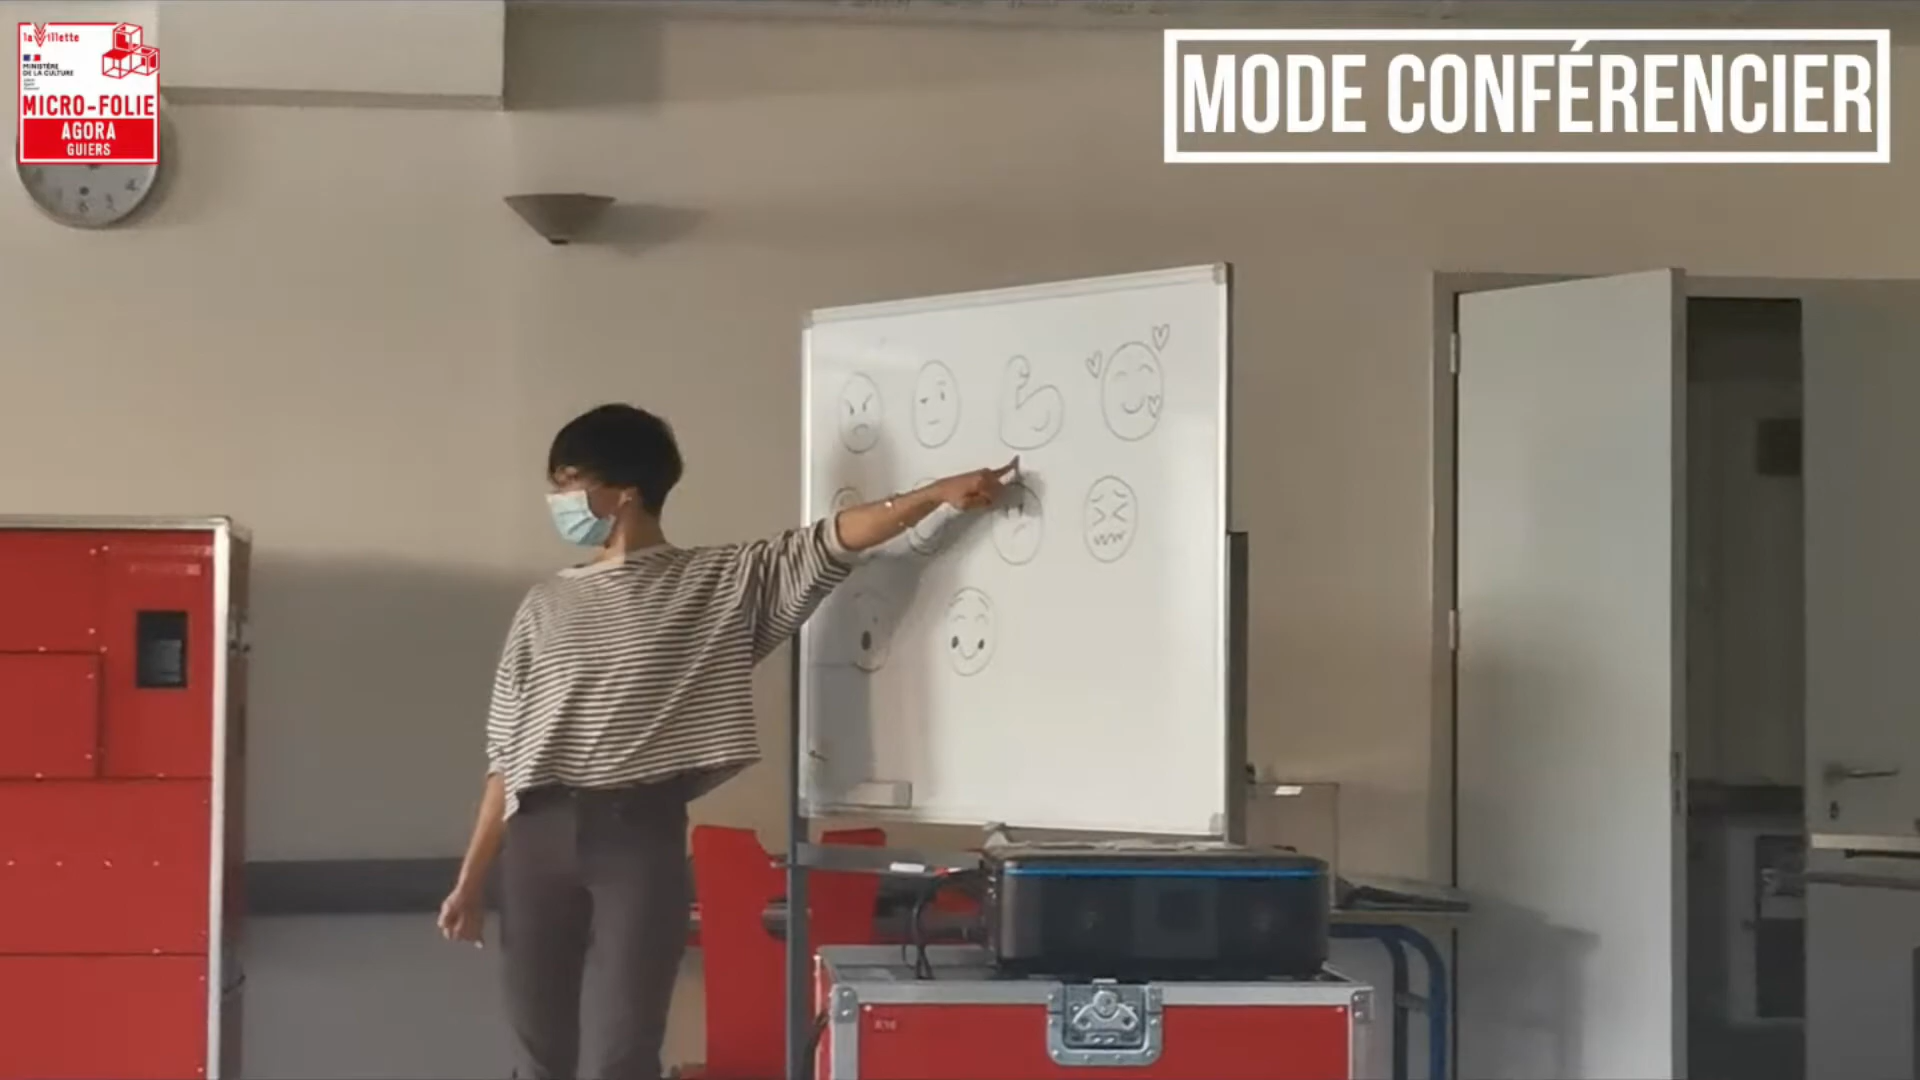 la Villette
MINISTÈRE
DE LA CULTURE
MICRO-FOLIE
AGORA
GUIERS
MODE CONFÉRENCIER